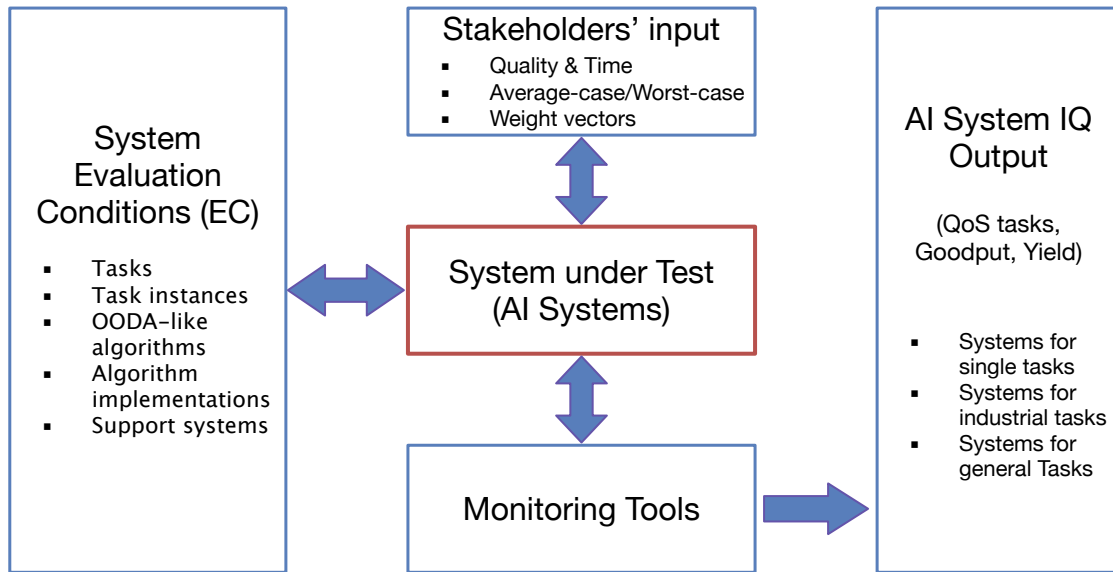 System
Evaluation
Conditions (EC)
▪ Tasks
▪ Task instances
▪ OODA-like
algorithms
▪ Algorithm
implementations
▪ Support systems
Stakeholders’ input
▪ Quality & Time
▪ Average-case/Worst-case
▪ Weight vectors
System under Test
(AI Systems)
Monitoring Tools
AI System IQ
Output
(QoS tasks,
Goodput, Yield)
▪ Systems for
single tasks
▪ Systems for
industrial tasks
▪ Systems for
general Tasks